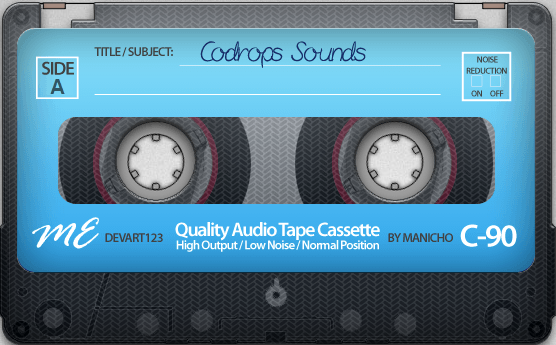 SIDE
A
TITLE / SUBJECT: Codrops Sounds
NOISE
REDUCTION
ON OFF
ME DEVART123
Quality Audio Tape Cassette
High Output / Low Noise / Normal Position
BY MANICHO
C-90